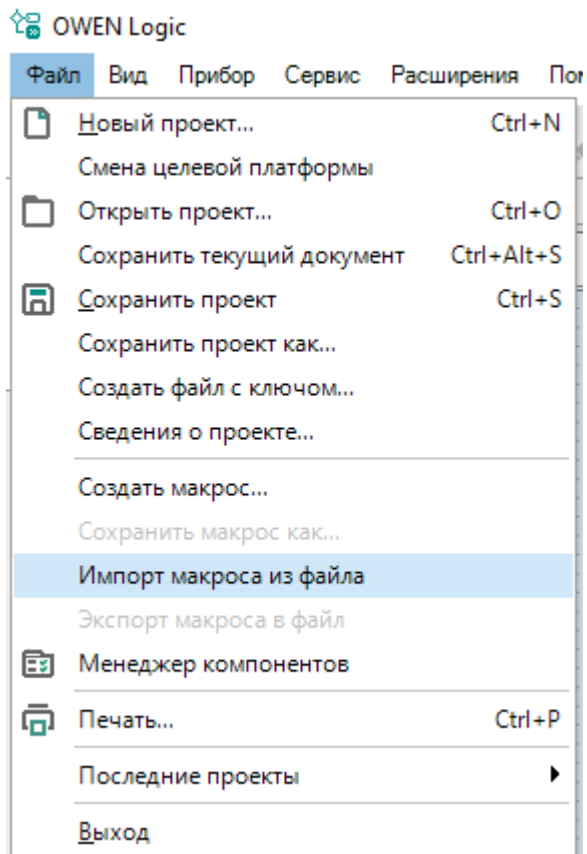 OWEN Logic
Файл Вид Прибор Сервис Расширения
Новый проект... Ctrl+N
Смена целевой платформы
Открыть проект... Ctrl+O
Сохранить текущий документ Ctrl+Alt+S
Сохранить проект Ctrl+S
Сохранить проект как...
Создать файл с ключом...
Сведения о проекте...
Создать макрос...
Сохранить макрос как...
Импорт макроса из файла
Экспорт макроса в файл
Менеджер компонентов
Печать... Ctrl+P
Последние проекты
Выход